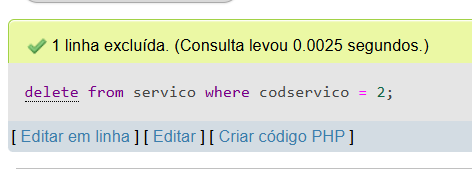 1 linha excluída. (Consulta levou 0.0025 segundos.)
delete from servico where codservico = 2;
[ Editar em linha ] [ Editar ] [ Criar código PHP ]